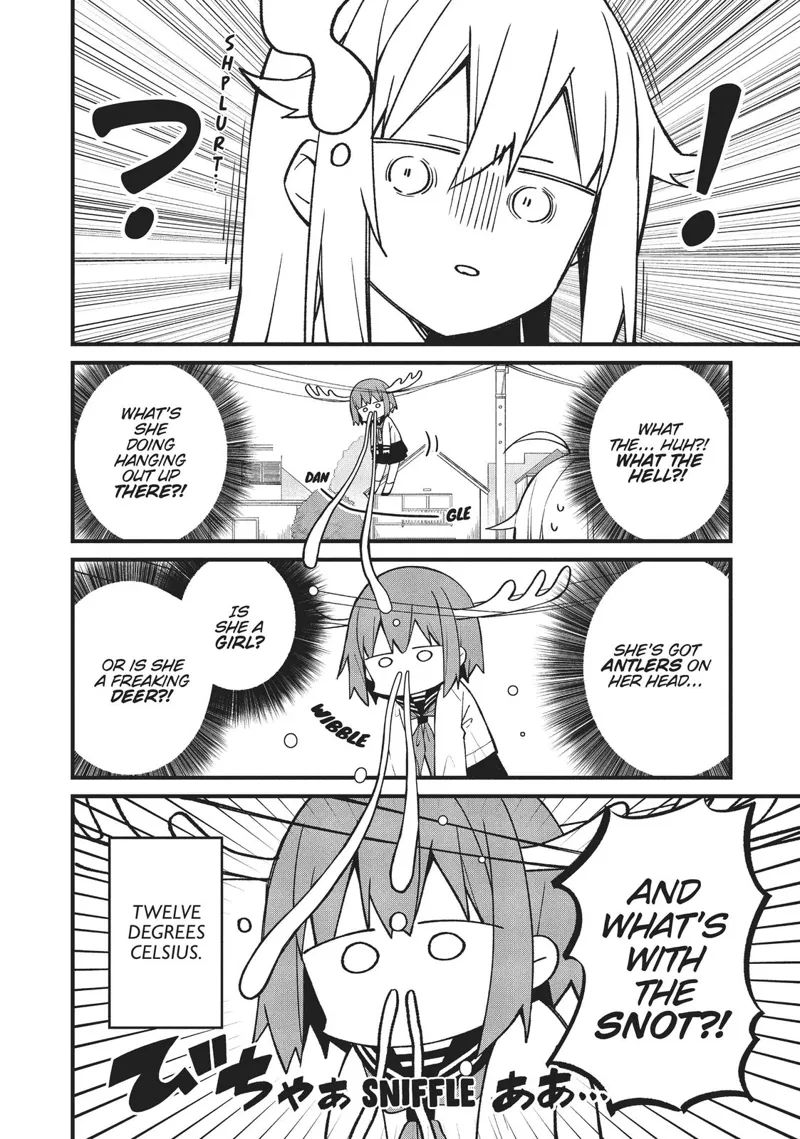 ?
!
SHPLURT...
WHAT
THE... HUH?!
WHAT THE
HELL?!
WHAT'S
SHE
DOING
HANGING
OUT UP
THERE?!
DAN
GLE
SHE'S GOT
ANTLERS ON
HER HEAD...
IS
SHE A
GIRL?
OR IS SHE
A FREAKING
DEER?!
WIBBLE
AND
WHAT'S
WITH
THE
SNOT?!
TWELVE
DEGREES
CELSIUS.
びちゃぁ SNIFFLE ああ...